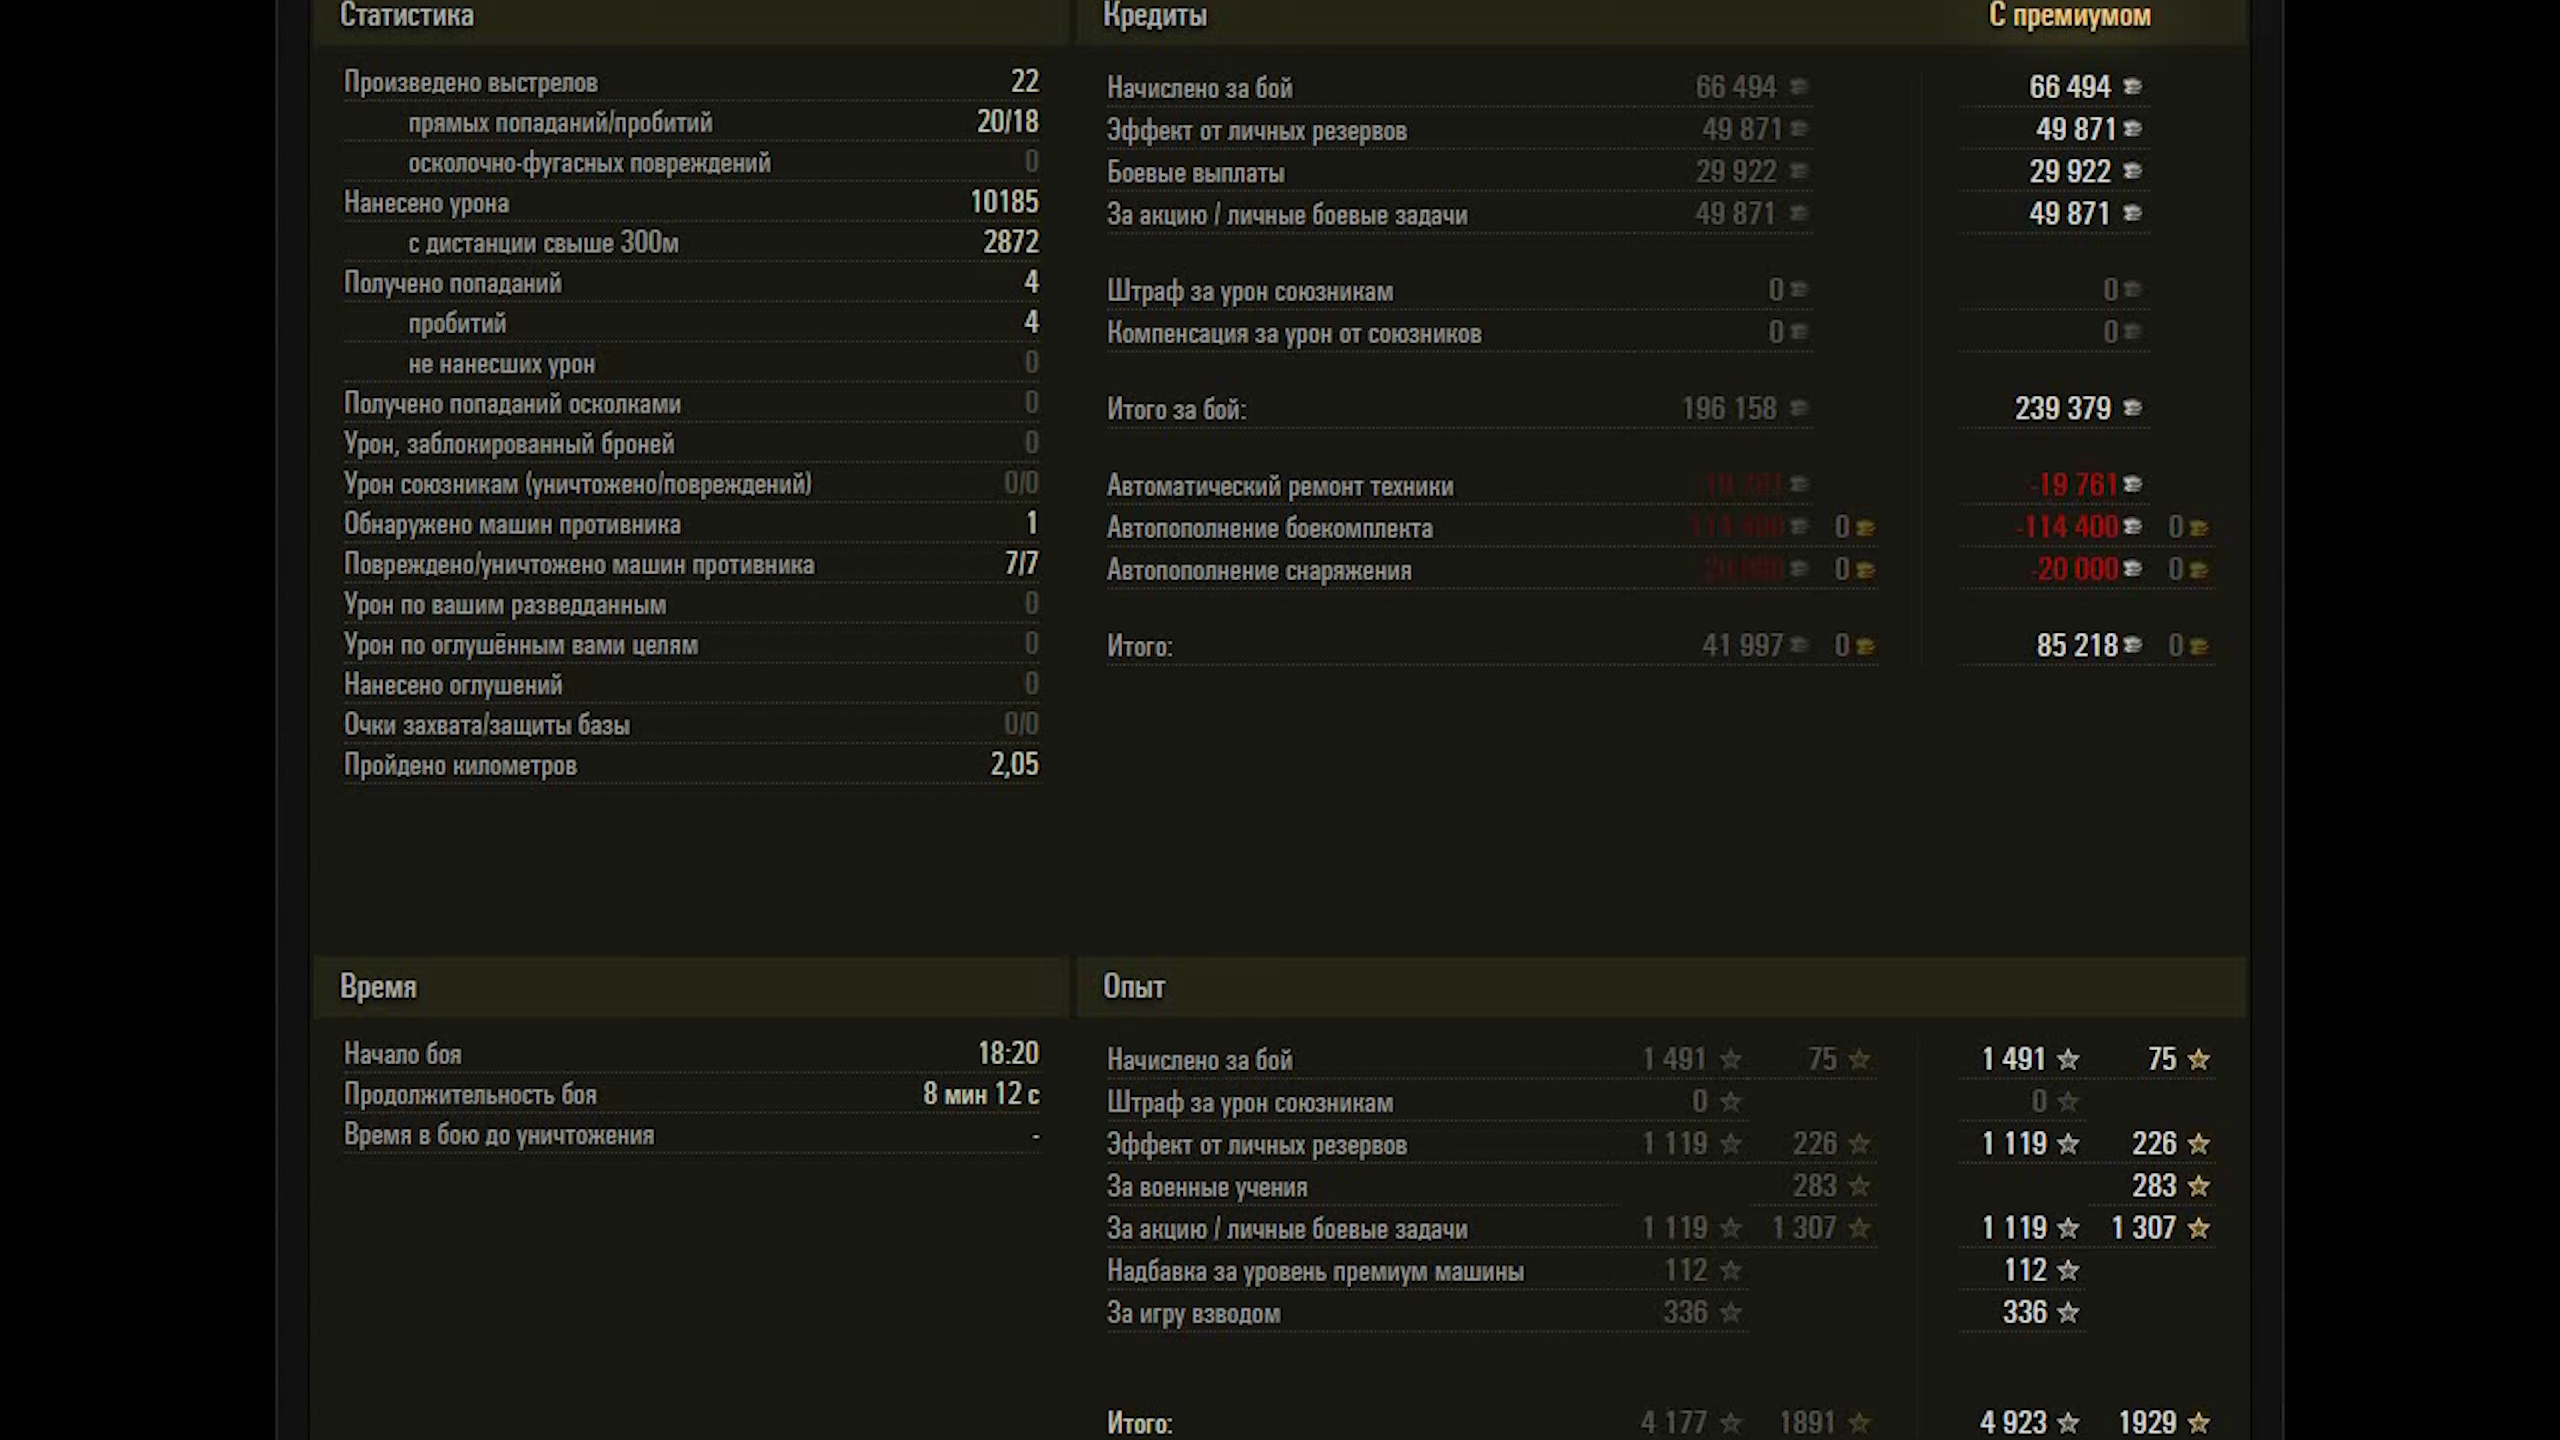 Статистика
Произведено выстрелов 22
прямых попаданий/пробитий 20/18
осколочно-фугасных повреждений 0
Нанесено урона 10185
с дистанции свыше 300м 2872
Получено попаданий 4
пробитий 4
не нанесших урон 0
Получено попаданий осколками 0
Урон, заблокированный броней 0
Урон союзникам (уничтожено/повреждений) 0/0
Обнаружено машин противника 1
Повреждено/уничтожено машин противника 7/7
Урон по вашим разведданным 0
Урон по оглушённым вами целям 0
Нанесено оглушений 0
Очки захвата/защиты базы 0/0
Пройдено километров 2,05
Кредиты С премиумом
Начислено за бой 66 494 66 494
Эффект от личных резервов 49 871 49 871
Боевые выплаты 29 922 29 922
За акцию / личные боевые задачи 49 871 49 871
Штраф за урон союзникам 0 0
Компенсация за урон от союзников 0 0
Итого за бой: 196 158 239 379
Автоматический ремонт техники -19 761
Автопополнение боекомплекта -114 400 0 -114 400 0
Автопополнение снаряжения -20 000 0 -20 000 0
Итого: 41 997 0 85 218 0
Время
Начало боя 18:20
Продолжительность боя 8 мин 12 с
Время в бою до уничтожения -
Опыт
Начислено за бой 1 491 75 1 491 75
Штраф за урон союзникам 0 0
Эффект от личных резервов 1 119 226 1 119 226
За военные учения 283 283
За акцию / личные боевые задачи 1 119 1 307 1 119 1 307
Надбавка за уровень премиум машины 112 112
За игру взводом 336 336
Итого: 4 177 1891 4 923 1929